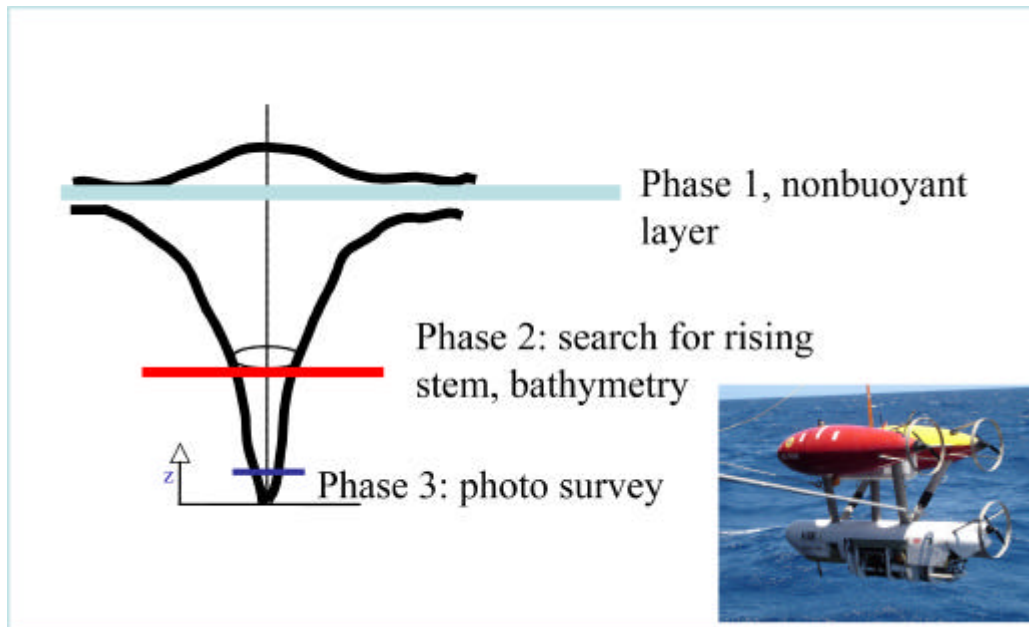 Phase 1, nonbuoyant
layer
Phase 2: search for rising
stem, bathymetry
z
Phase 3: photo survey